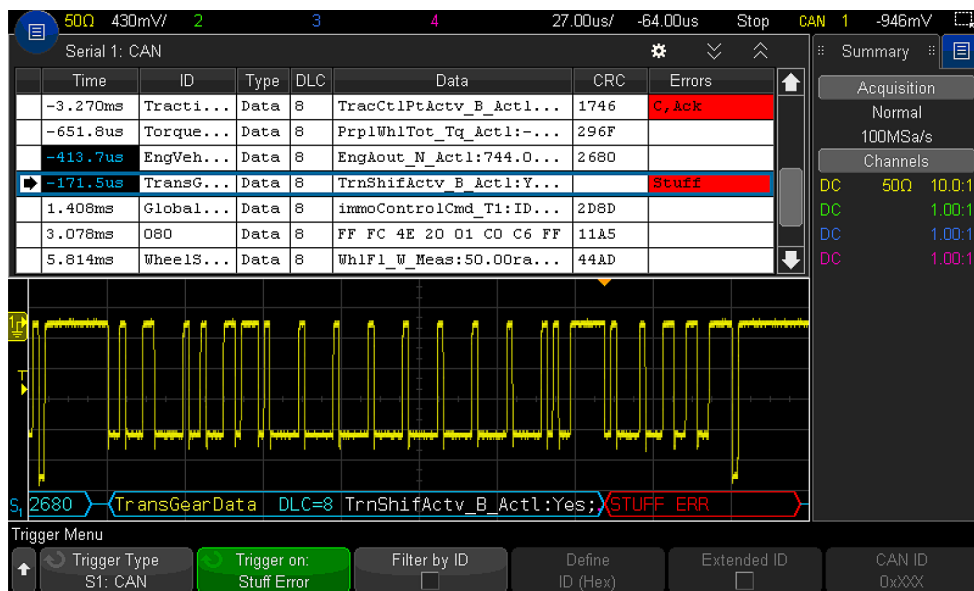 50Ω 430mV/ 2 3 4 27.00us/ -64.00us Stop CAN 1 -946mV
Serial 1: CAN
Time ID Type DLC Data CRC Errors
-3.270ms Tracti... Data 8 TracCtlPtActv_B_Actl... 1746 C,Ack
-651.8us Torque... Data 8 PrplWhlTot_Tq_Actl:-... 296F
-413.7us EngVeh... Data 8 EngAout_N_Actl:744.0... 2680
-171.5us TransG... Data 8 TrnShifActv_B_Actl:Y... Stuff
1.408ms Global... Data 8 immoControlCmd_T1:ID... 2D8D
3.078ms 080 Data 8 FF FC 4E 20 01 C0 C6 FF 11A5
5.814ms WheelS... Data 8 WhlFl_W_Meas:50.00ra... 44AD
Summary
Acquisition
Normal
100MSa/s
Channels
DC 50Ω 10.0:1
DC 1.00:1
DC 1.00:1
DC 1.00:1
1
T
S1 2680 TransGearData DLC=8 TrnShifActv_B_Actl:Yes; STUFF ERR
Trigger Menu
Trigger Type
S1: CAN
Trigger on:
Stuff Error
Filter by ID
Define
ID (Hex)
Extended ID
CAN ID
0xXXX